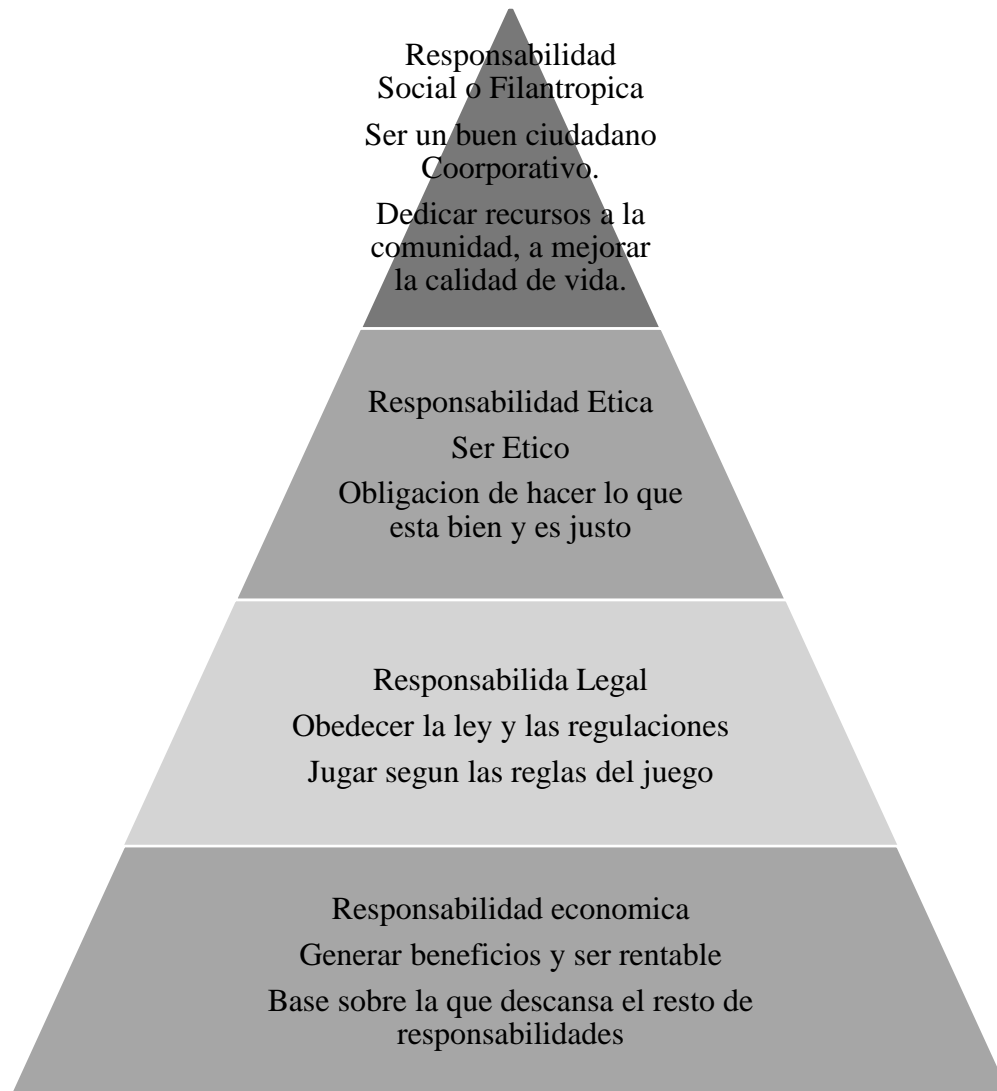 Responsabilidad
Social o Filantropica
Ser un buen ciudadano
Coorporativo.
Dedicar recursos a la
comunidad, a mejorar
la calidad de vida.
Responsabilidad Etica
Ser Etico
Obligacion de hacer lo que
esta bien y es justo
Responsabilida Legal
Obedecer la ley y las regulaciones
Jugar segun las reglas del juego
Responsabilidad economica
Generar beneficios y ser rentable
Base sobre la que descansa el resto de
responsabilidades